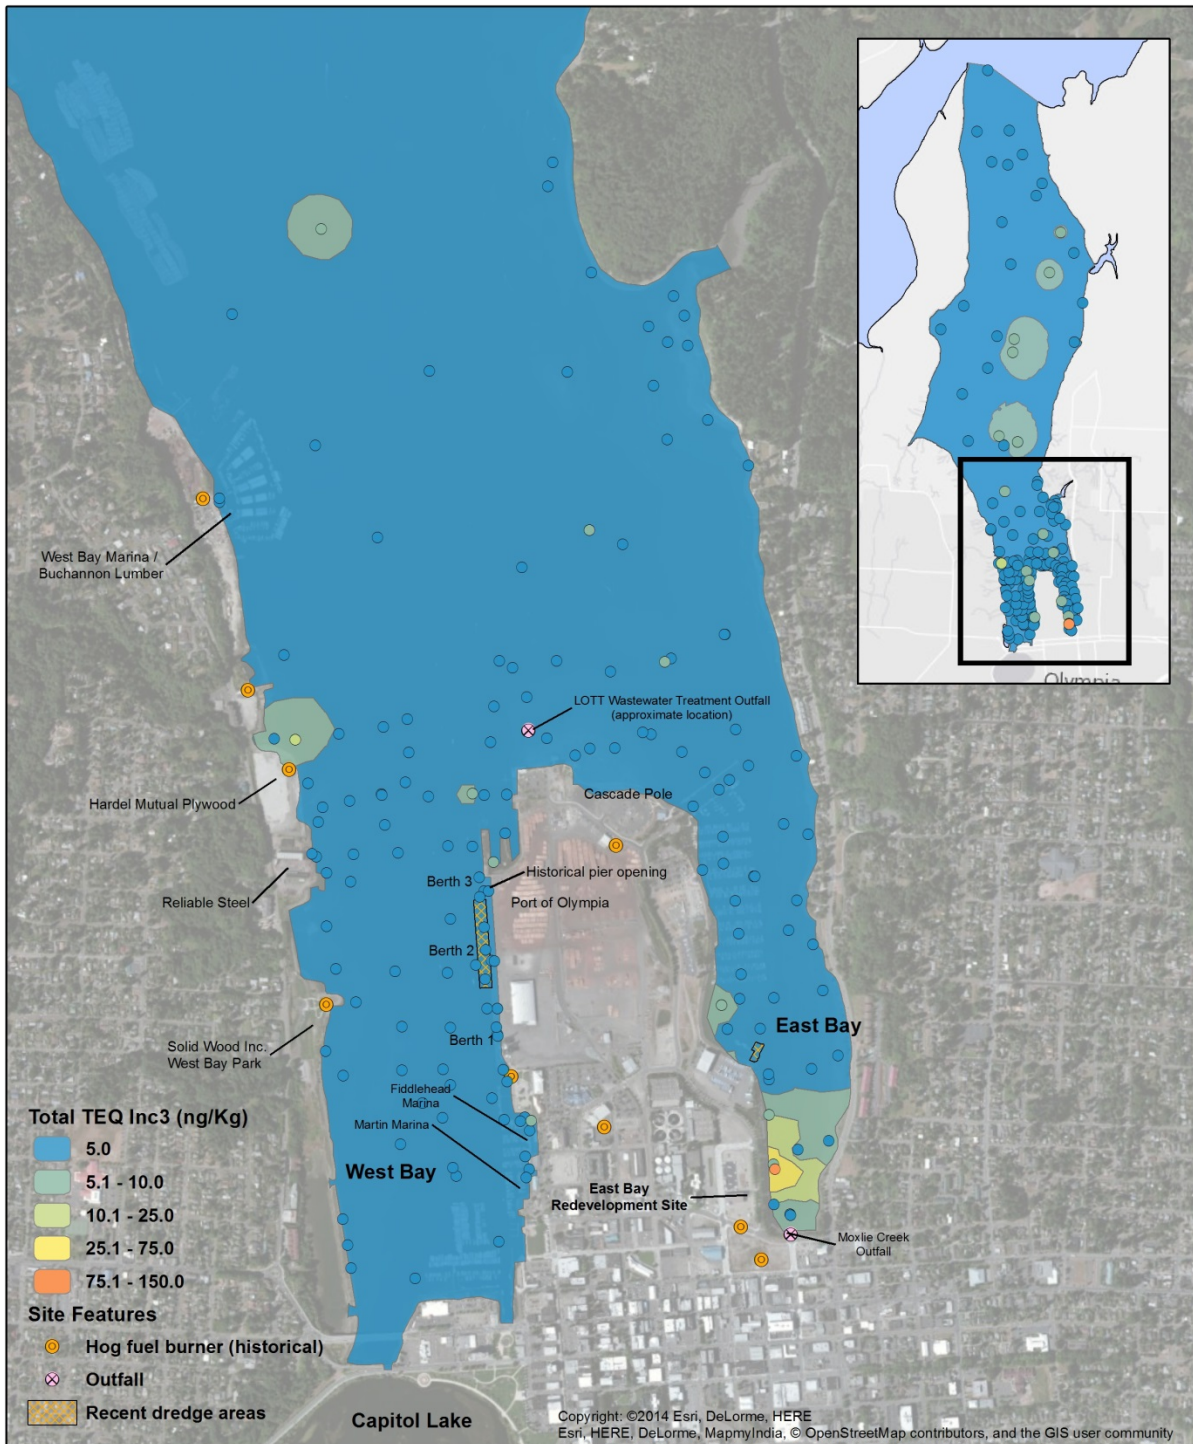 Olympia
West Bay Marina /
Buchannon Lumber
LOTT Wastewater Treatment Outfall
(approximate location)
Hardel Mutual Plywood
Cascade Pole
Berth 3
Historical pier opening
Reliable Steel
Port of Olympia
Berth 2
East Bay
Solid Wood Inc.
West Bay Park
Berth 1
Fiddlehead
Marina
Martin Marina
West Bay
East Bay
Redevelopment Site
Moxlie Creek
Outfall
Total TEQ Inc3 (ng/Kg)
5.0
5.1 - 10.0
10.1 - 25.0
25.1 - 75.0
75.1 - 150.0
Site Features
Hog fuel burner (historical)
Outfall
Recent dredge areas
Capitol Lake
Copyright: ©2014 Esri, DeLorme, HERE
Esri, HERE, DeLorme, MapmyIndia, © OpenStreetMap contributors, and the GIS user community